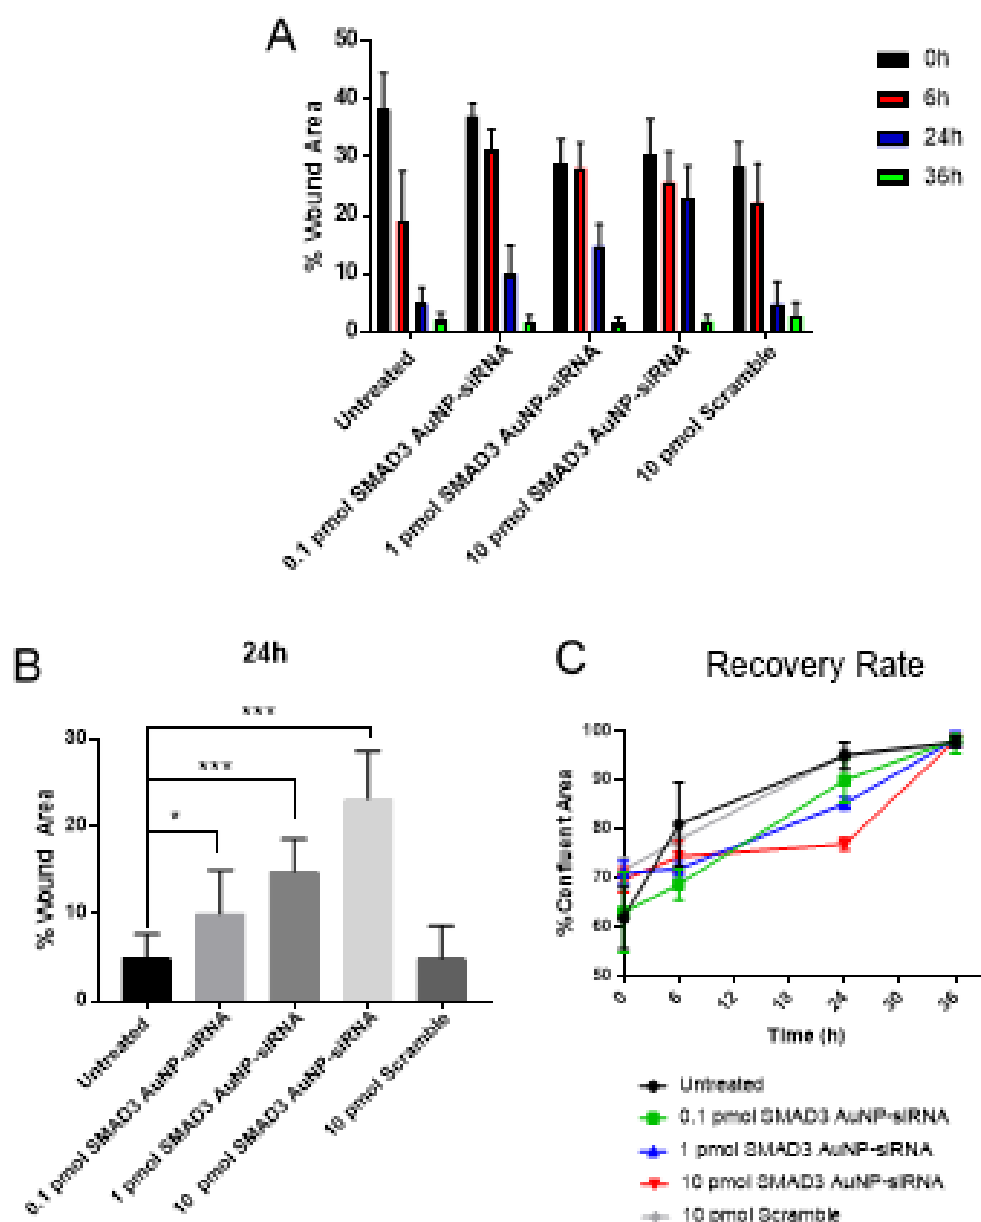 A
50
40
30
20
10
0
% Wound Area
0h
6h
24h
36h
Untreated
0.1 pmol SMAD3 AuNP-siRNA
1 pmol SMAD3 AuNP-siRNA
10 pmol SMAD3 AuNP-siRNA
10 pmol Scramble
B
24h
***
***
*
30
20
10
0
% Wound Area
Untreated
0.1 pmol SMAD3 AuNP-siRNA
1 pmol SMAD3 AuNP-siRNA
10 pmol SMAD3 AuNP-siRNA
10 pmol Scramble
C
Recovery Rate
100
90
80
70
60
50
% Confluent Area
0
6
12
18
24
30
36
Time (h)
Untreated
0.1 pmol SMAD3 AuNP-siRNA
1 pmol SMAD3 AuNP-siRNA
10 pmol SMAD3 AuNP-siRNA
10 pmol Scramble